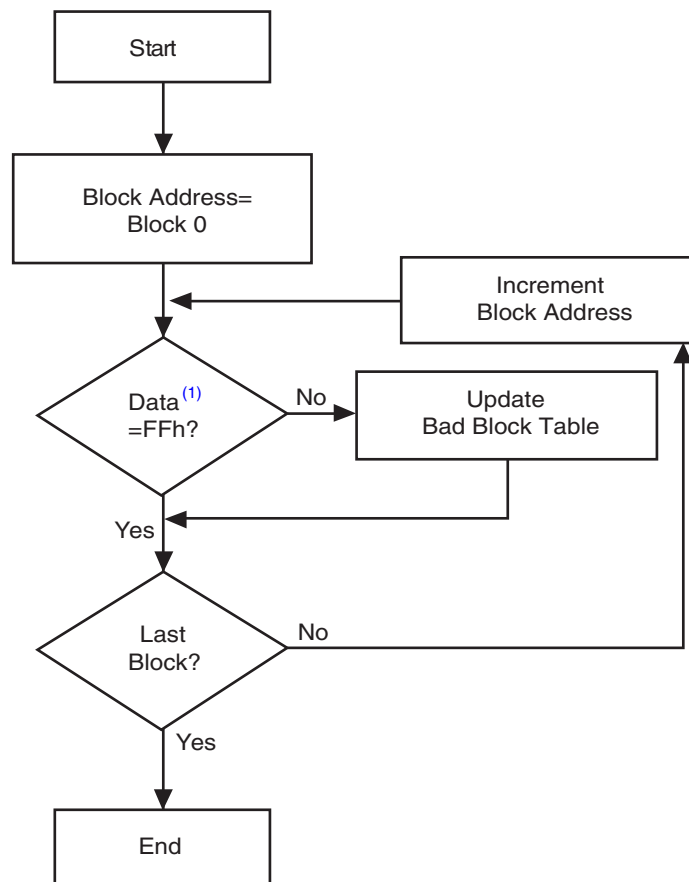 Start
Block Address=
Block 0
Increment
Block Address
Data(1)
=FFh?
No
Update
Bad Block Table
Yes
Last
Block?
No
Yes
End